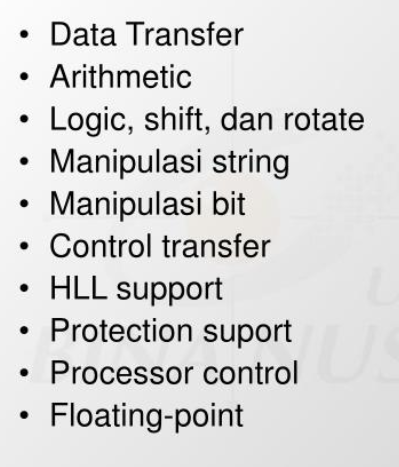 • Data Transfer
• Arithmetic
• Logic, shift, dan rotate
• Manipulasi string
• Manipulasi bit
• Control transfer
• HLL support
• Protection suport
• Processor control
• Floating-point